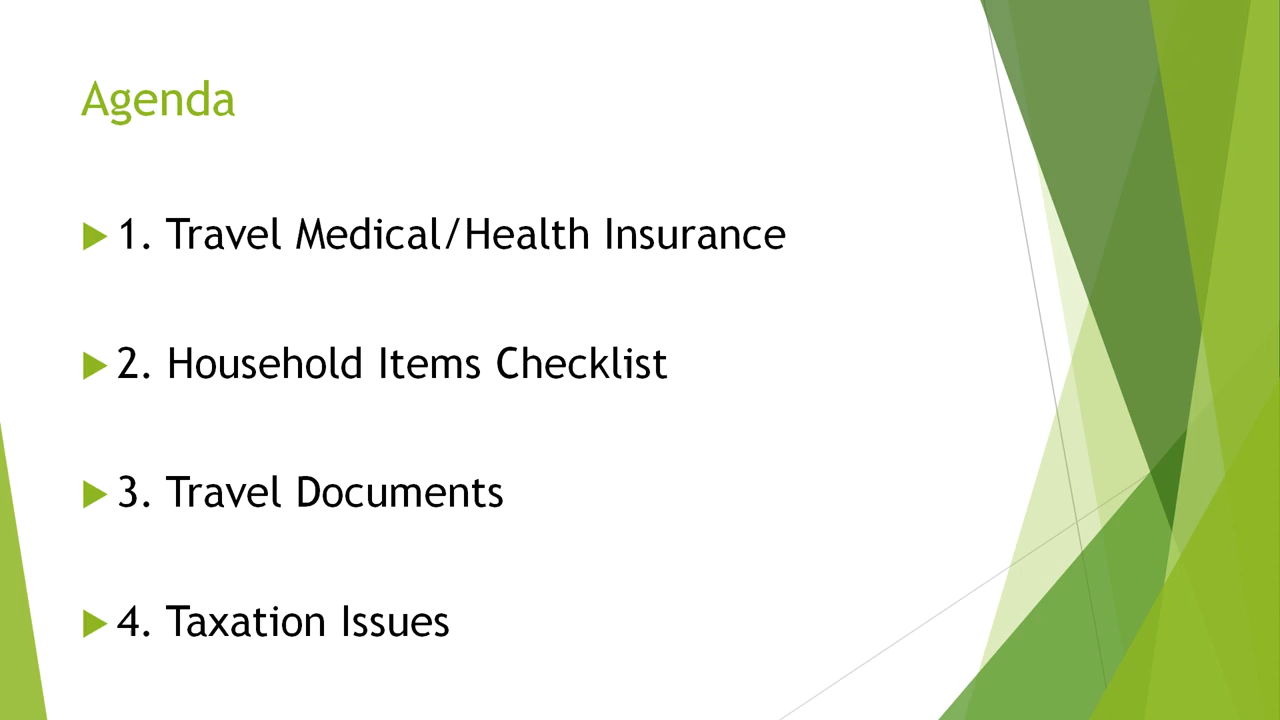 Agenda
1. Travel Medical/Health Insurance
2. Household Items Checklist
3. Travel Documents
4. Taxation Issues